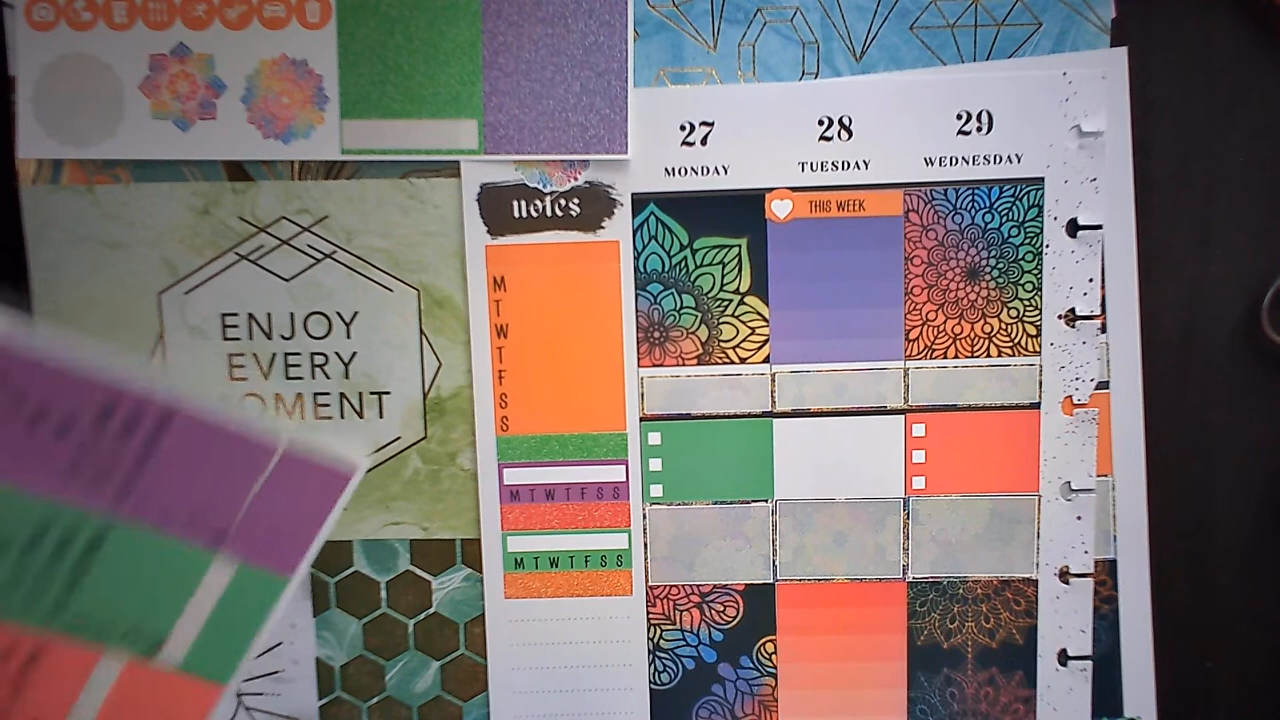 27
MONDAY
28
TUESDAY
29
WEDNESDAY
notes
THIS WEEK
ENJOY
EVERY
OMENT
M
T
W
T
F
S
S
M T W T F S S
M T W T F S S